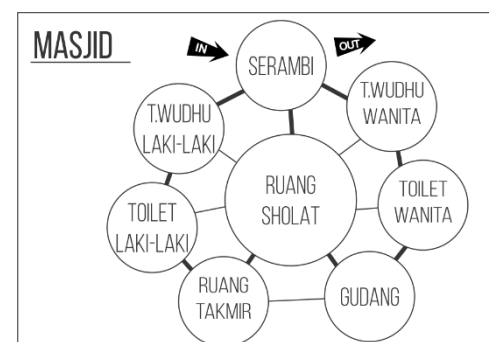 MASJID
IN
OUT
SERAMBI
T.WUDHU
LAKI-LAKI
T.WUDHU
WANITA
RUANG
SHOLAT
TOILET
LAKI-LAKI
TOILET
WANITA
RUANG
TAKMIR
GUDANG